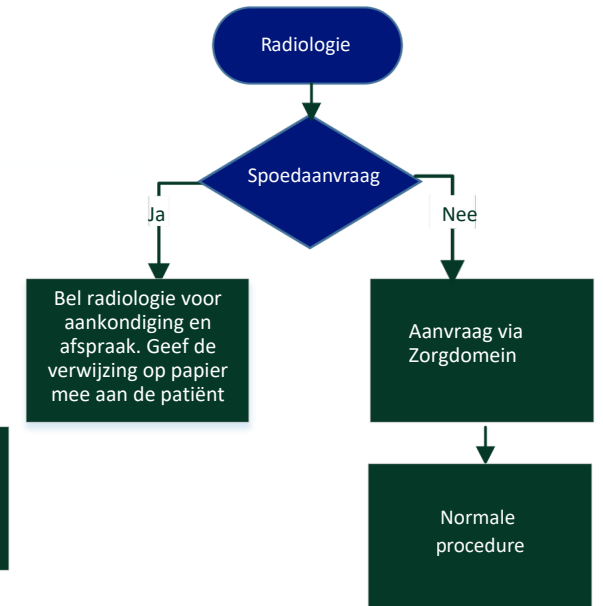 Radiologie
Spoedaanvraag
Ja
Nee
Bel radiologie voor
aankondiging en
afspraak. Geef de
verwijzing op papier
mee aan de patiënt
Aanvraag via
Zorgdomein
Normale
procedure